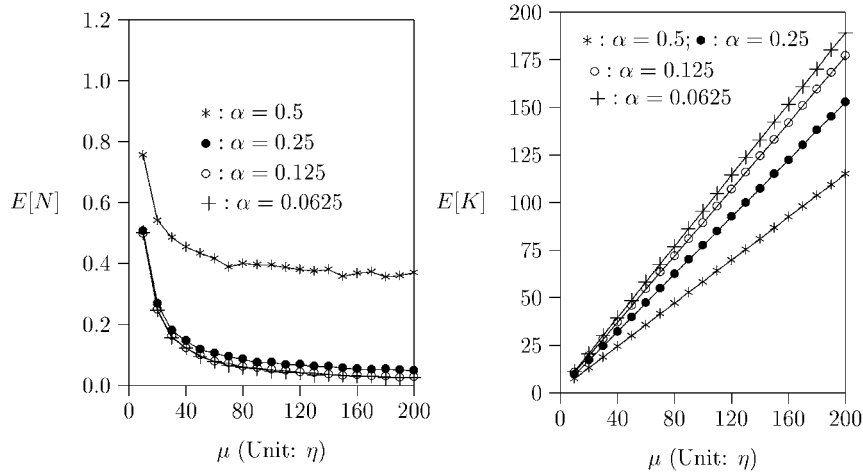 1.2
1.0
0.8
0.6
0.4
0.2
0.0
E[N]
∗ : α = 0.5
● : α = 0.25
○ : α = 0.125
+ : α = 0.0625
0 40 80 120 160 200
μ (Unit: η)
200
175
150
125
100
75
50
25
0
E[K]
∗ : α = 0.5; ● : α = 0.25
○ : α = 0.125
+ : α = 0.0625
0 40 80 120 160 200
μ (Unit: η)